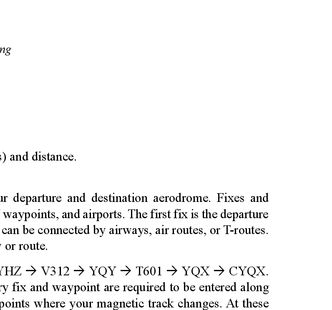 ng
s) and distance.
ur departure and destination aerodrome. Fixes and
waypoints, and airports. The first fix is the departure
can be connected by airways, air routes, or T-routes.
or route.
YHZ → V312 → YQY → T601 → YQX → CYQX.
ry fix and waypoint are required to be entered along
points where your magnetic track changes. At these